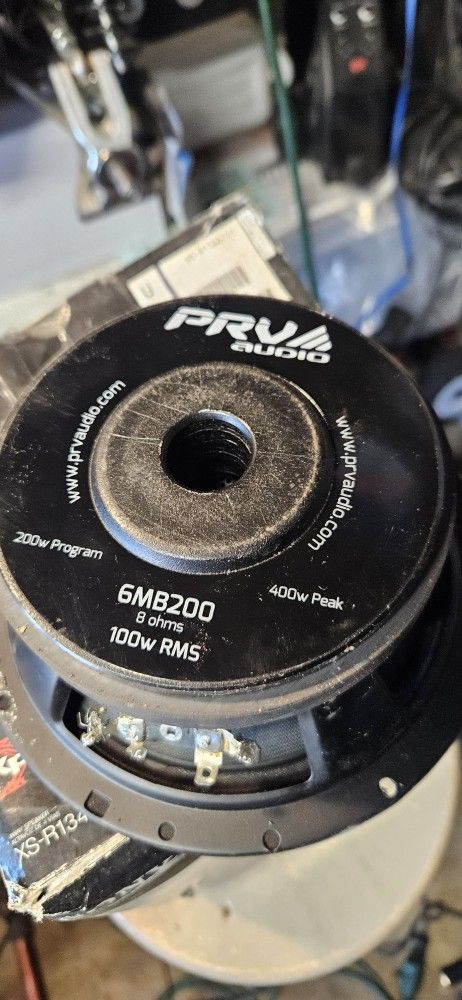 PRV
audio
www.prvaudio.com
www.prvaudio.com
200w Program
400w Peak
6MB200
8 ohms
100w RMS
XS-R134